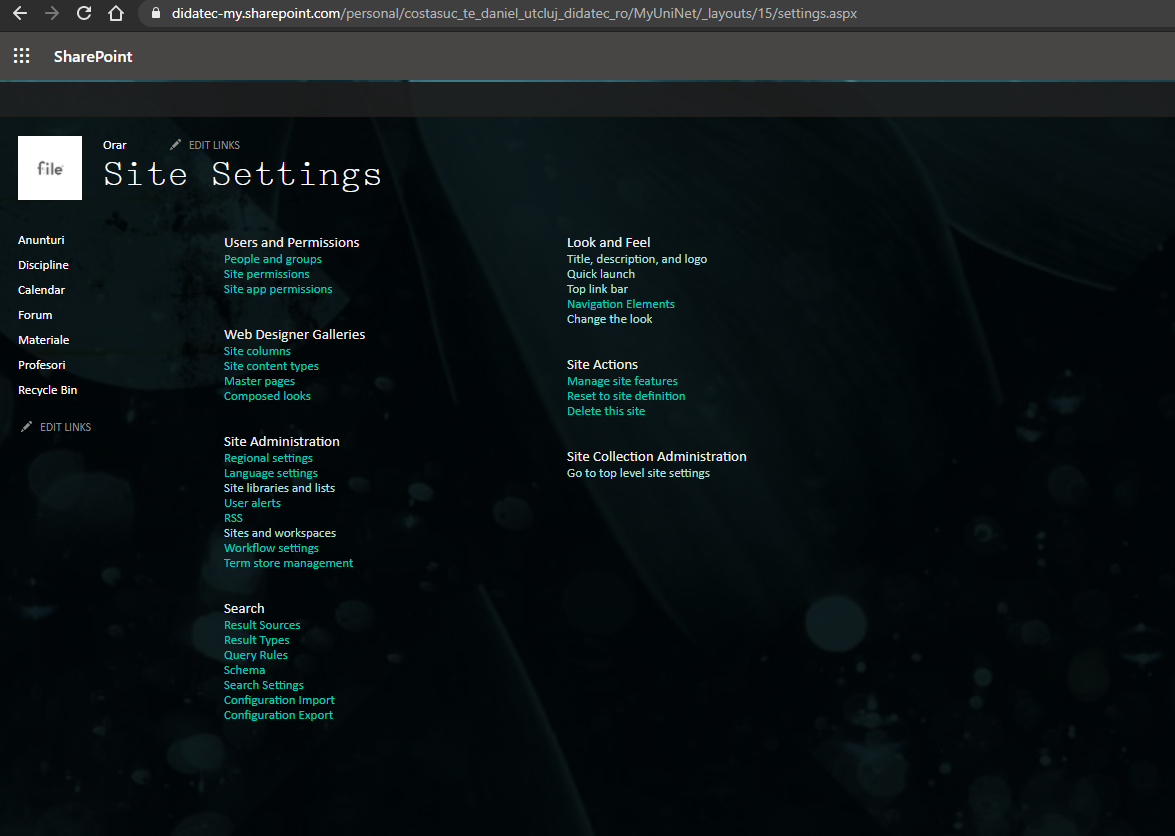 didatec-my.sharepoint.com/personal/costasuc_te_daniel_utcluj_didatec_ro/MyUniNet/_layouts/15/settings.aspx
SharePoint
file
Orar
EDIT LINKS
Site Settings
Anunturi
Discipline
Calendar
Forum
Materiale
Profesori
Recycle Bin
EDIT LINKS
Users and Permissions
People and groups
Site permissions
Site app permissions
Web Designer Galleries
Site columns
Site content types
Master pages
Composed looks
Site Administration
Regional settings
Language settings
Site libraries and lists
User alerts
RSS
Sites and workspaces
Workflow settings
Term store management
Search
Result Sources
Result Types
Query Rules
Schema
Search Settings
Configuration Import
Configuration Export
Look and Feel
Title, description, and logo
Quick launch
Top link bar
Navigation Elements
Change the look
Site Actions
Manage site features
Reset to site definition
Delete this site
Site Collection Administration
Go to top level site settings